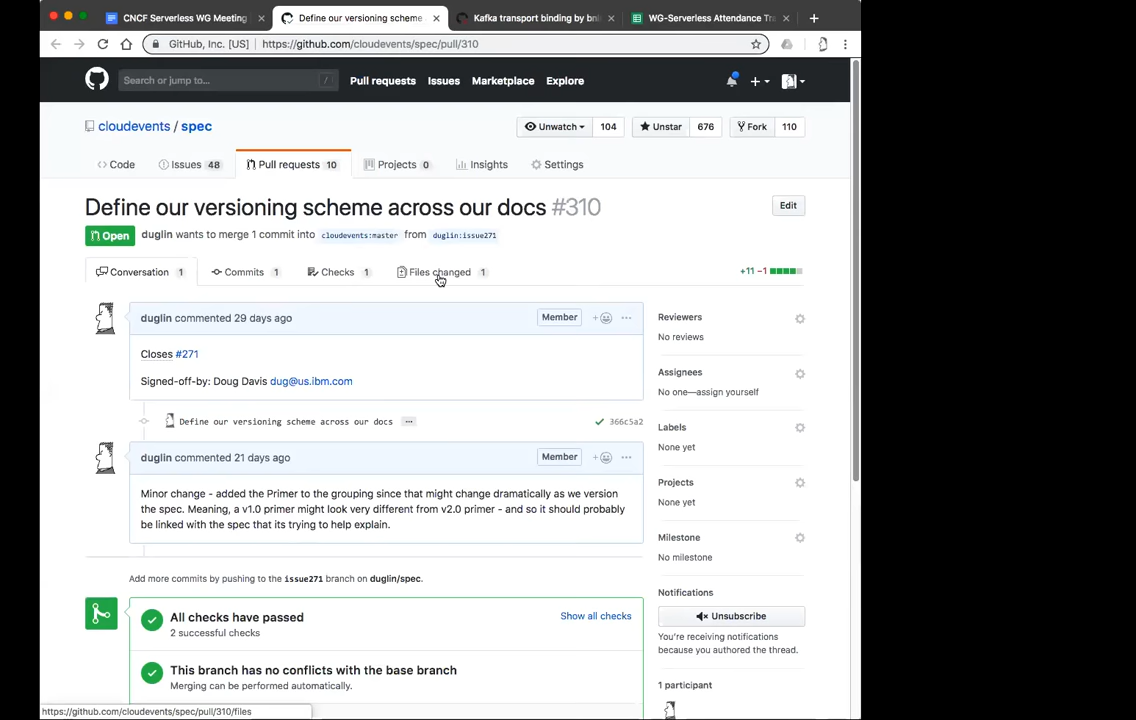 CNCF Serverless WG Meeting
Define our versioning scheme
Kafka transport binding by
WG-Serverless Attendance
GitHub, Inc. [US] https://github.com/cloudevents/spec/pull/310
Search or jump to... /
Pull requests Issues Marketplace Explore
cloudevents / spec
Unwatch 104 Unstar 676 Fork 110
Code Issues 48 Pull requests 10 Projects 0 Insights Settings
Define our versioning scheme across our docs #310
Edit
Open duglin wants to merge 1 commit into cloudevents:master from duglin:issue271
Conversation 1 Commits 1 Checks 1 Files changed 1
+11 −1
duglin commented 29 days ago
Member
Closes #271
Signed-off-by: Doug Davis dug@us.ibm.com
Define our versioning scheme across our docs ... 366c5a2
duglin commented 21 days ago
Member
Minor change - added the Primer to the grouping since that might change dramatically as we version
the spec. Meaning, a v1.0 primer might look very different from v2.0 primer - and so it should probably
be linked with the spec that its trying to help explain.
Add more commits by pushing to the issue271 branch on duglin/spec.
All checks have passed
2 successful checks
Show all checks
This branch has no conflicts with the base branch
Merging can be performed automatically.
Reviewers
No reviews
Assignees
No one—assign yourself
Labels
None yet
Projects
None yet
Milestone
No milestone
Notifications
Unsubscribe
You're receiving notifications
because you authored the thread.
1 participant
https://github.com/cloudevents/spec/pull/310/files